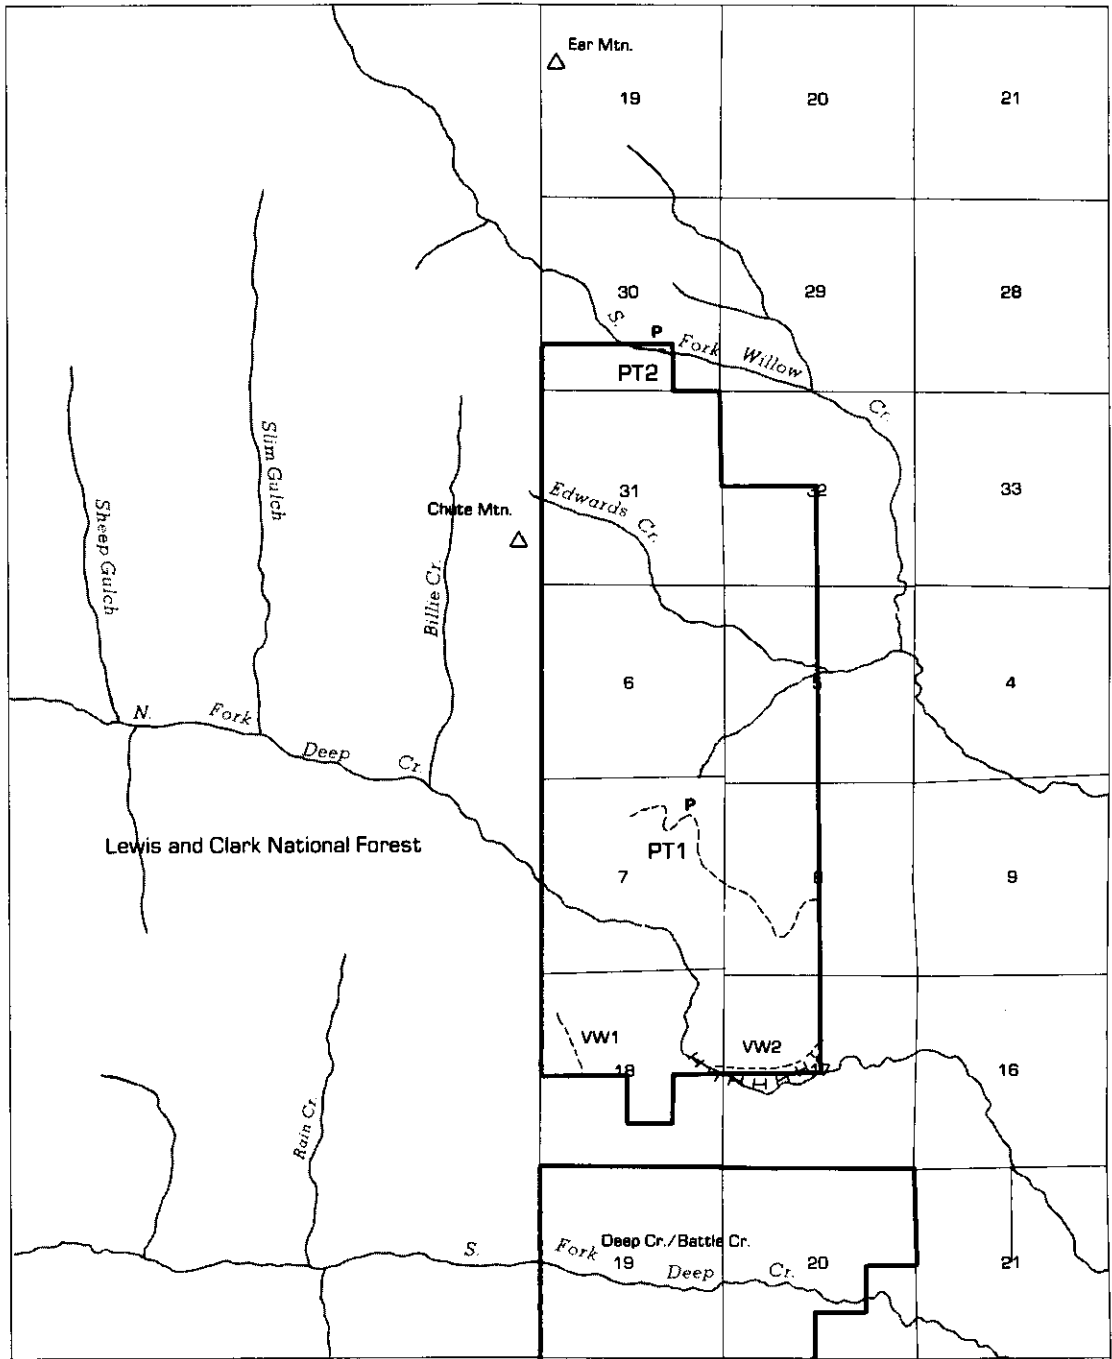 Ear Mtn.
19
20
21
30
29
28
S. Fork Willow Cr.
P
PT2
31
32
33
Edwards Cr.
Chute Mtn.
Slim Gulch
Sheep Gulch
Billie Cr.
6
5
4
N. Fork Deep Cr.
P
PT1
Lewis and Clark National Forest
7
8
9
VW1
VW2
18
17
16
Rain Cr.
Deep Cr./Battle Cr.
S. Fork Deep Cr.
19
20
21